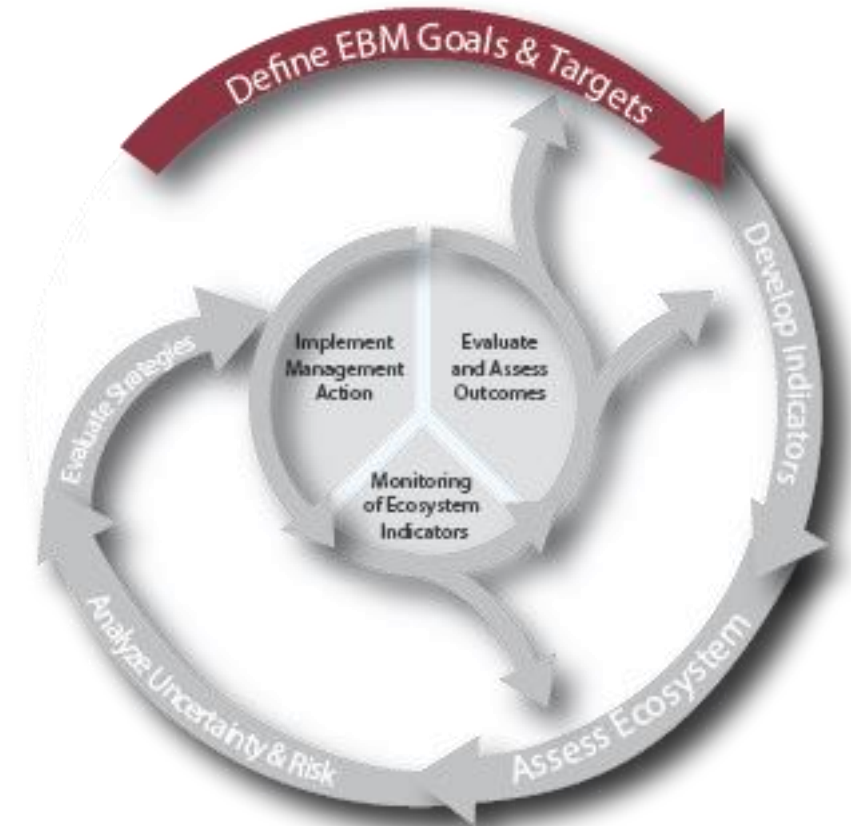 Define EBM Goals & Targets
Develop Indicators
Assess Ecosystem
Analyze Uncertainty & Risk
Evaluate Strategies
Implement
Management
Action
Evaluate
and Assess
Outcomes
Monitoring
of Ecosystem
Indicators